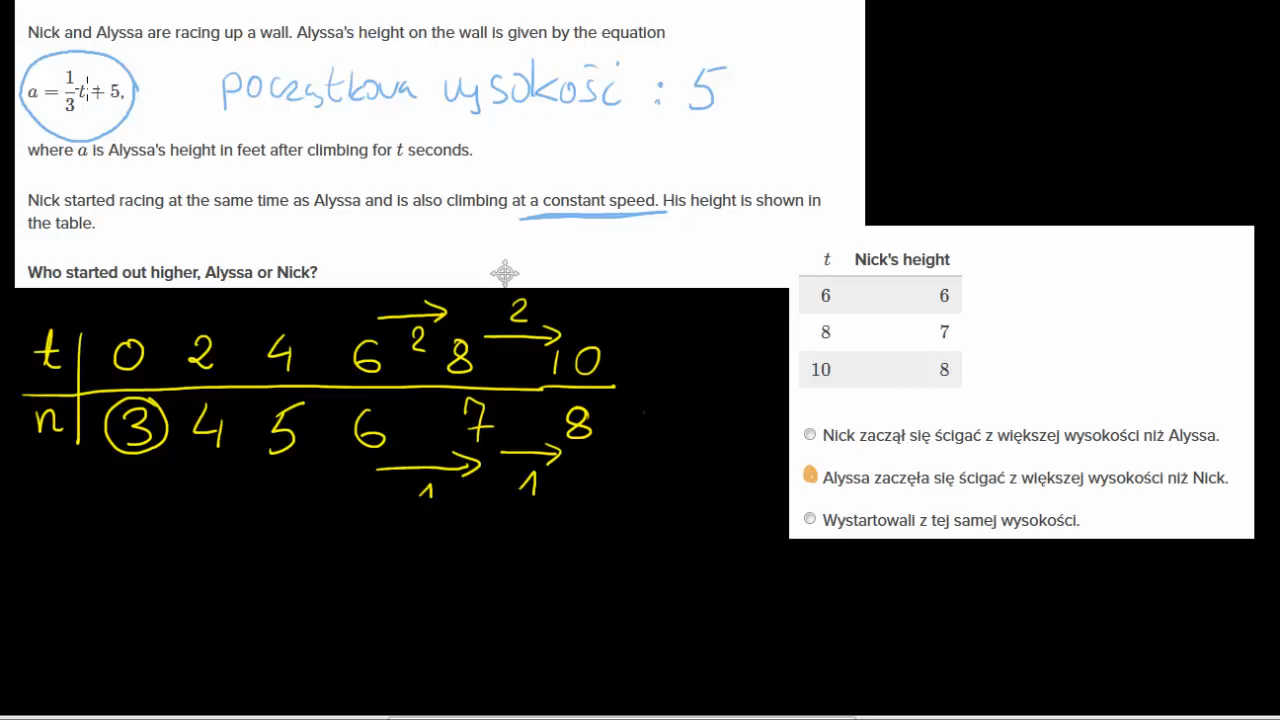 Nick and Alyssa are racing up a wall. Alyssa's height on the wall is given by the equation
a = 1/3 t + 5,
początkowa wysokość : 5
where a is Alyssa's height in feet after climbing for t seconds.
Nick started racing at the same time as Alyssa and is also climbing at a constant speed. His height is shown in
the table.
Who started out higher, Alyssa or Nick?
2 2
t 0 2 4 6 8 10
n 3 4 5 6 7 8
1 1
t Nick's height
6 6
8 7
10 8
Nick zaczął się ścigać z większej wysokości niż Alyssa.
Alyssa zaczęła się ścigać z większej wysokości niż Nick.
Wystartowali z tej samej wysokości.